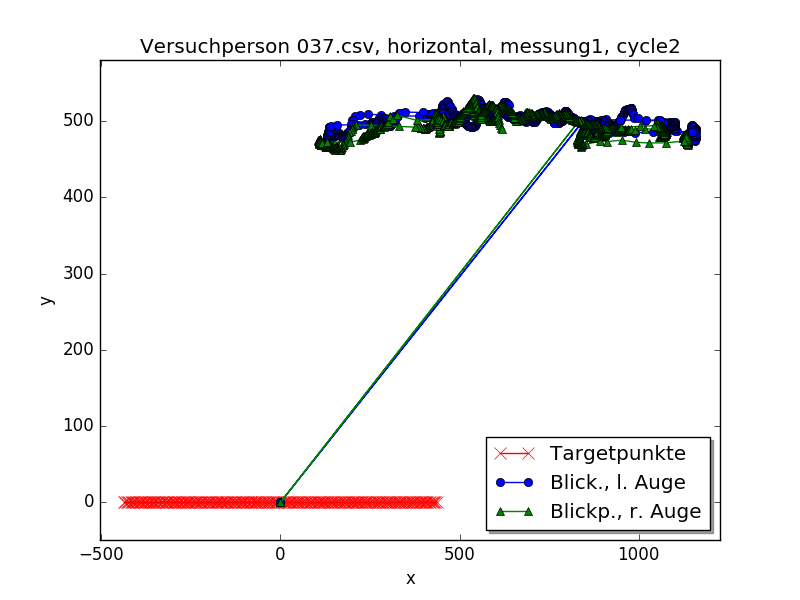 Versuchperson 037.csv, horizontal, messung1, cycle2
500
400
300
200
100
0
y
−500 0 500 1000
x
Targetpunkte
Blick., l. Auge
Blickp., r. Auge